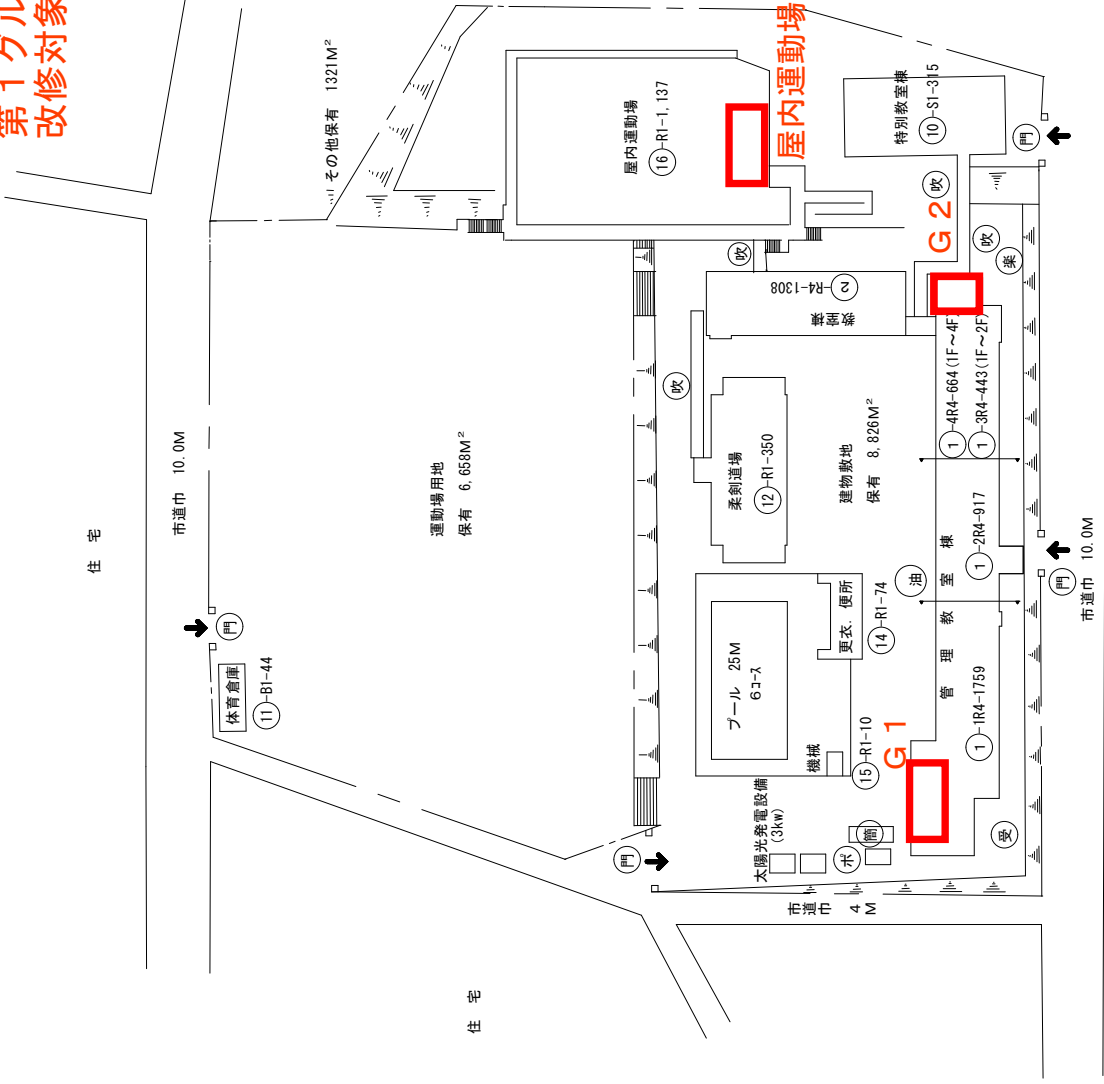 第１グル
改修対象
その他保有 1321M²
屋内運動場
16-R1-1,137
屋内運動場
特別教室棟
10-S1-315
門
吹
G 2
吹
楽
吹
2-R4-1308
教室棟
市道巾 10.0M
住 宅
運動場用地
保有 6,658M²
吹
柔剣道場
12-R1-350
建物敷地
保有 8,826M²
1-4R4-664(1F～4F)
1-3R4-443(1F～2F)
1-2R4-917
管 理 教 室 棟
油
門
市道巾 10.0M
門
体育倉庫
11-B1-44
プール 25M
6コース
更衣．便所
14-R1-74
機械
15-R1-10
G 1
1-1R4-1759
太陽光発電設備
(3kw)
簡
ポ
受
門
市道巾 4M
住 宅